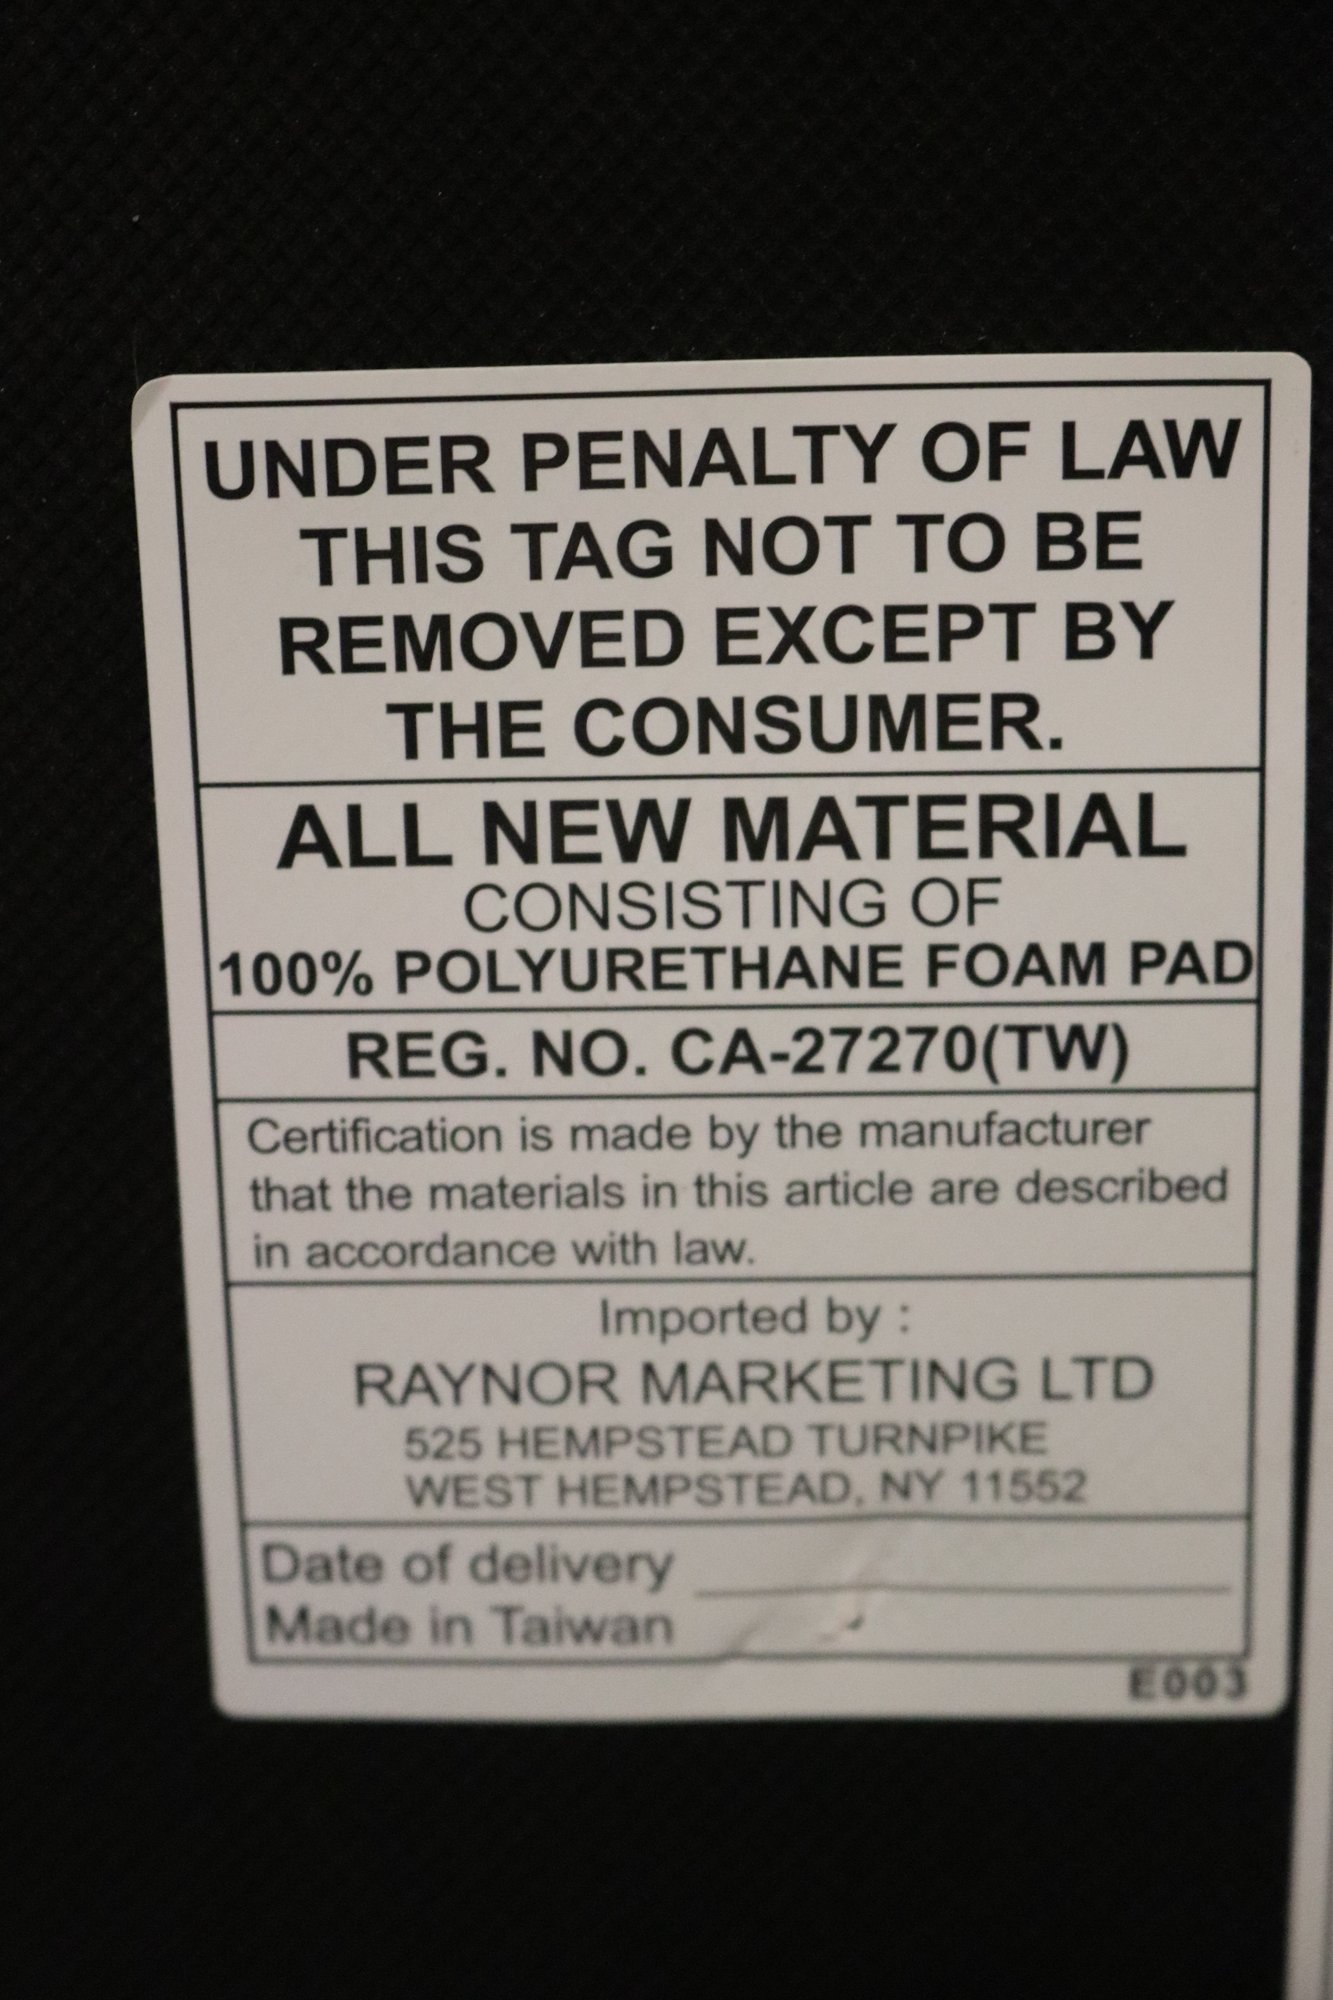 UNDER PENALTY OF LAW
THIS TAG NOT TO BE
REMOVED EXCEPT BY
THE CONSUMER.
ALL NEW MATERIAL
CONSISTING OF
100% POLYURETHANE FOAM PAD
REG. NO. CA-27270(TW)
Certification is made by the manufacturer
that the materials in this article are described
in accordance with law.
Imported by :
RAYNOR MARKETING LTD
525 HEMPSTEAD TURNPIKE
WEST HEMPSTEAD, NY 11552
Date of delivery
Made in Taiwan
E003